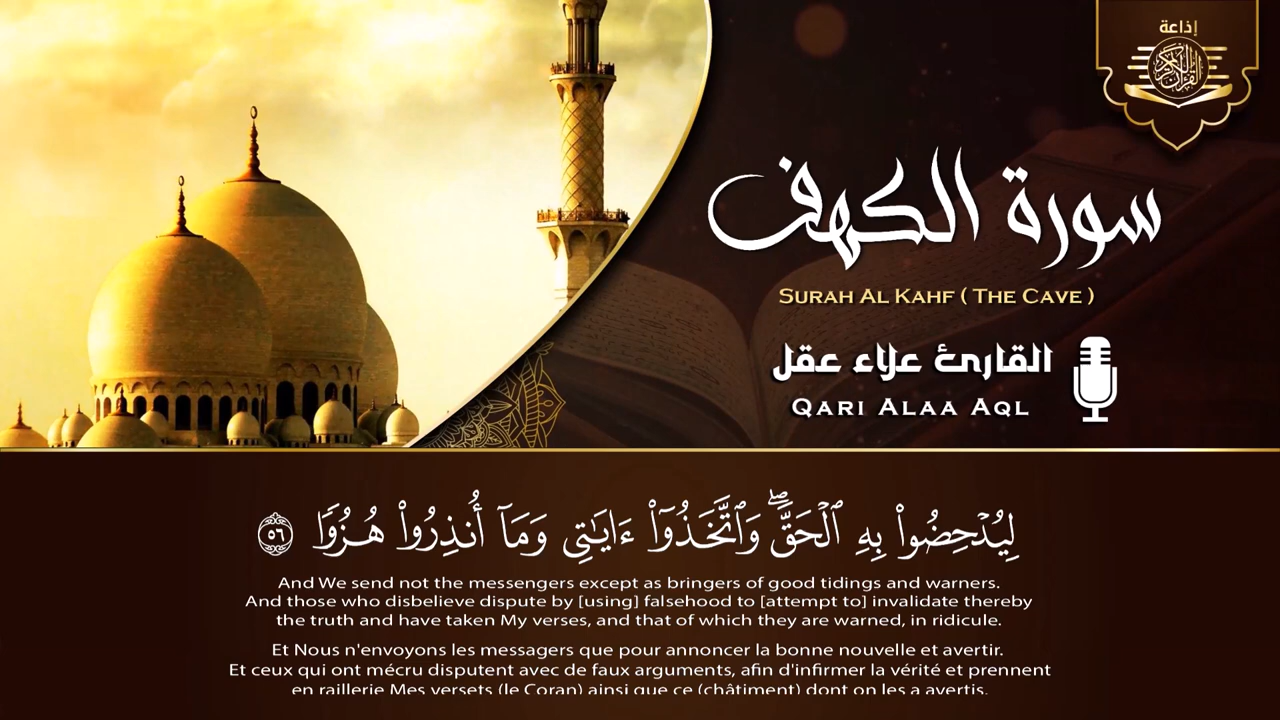 إذاعة
القرآن الكريم
سورة الكهف
SURAH AL KAHF ( THE CAVE )
القارئ علاء عقل
QARI ALAA AQL
لِيُدۡحِضُواْ بِهِ ٱلۡحَقَّۖ وَٱتَّخَذُوٓاْ ءَايَٰتِي وَمَآ أُنذِرُواْ هُزُوٗا ٥٦
And We send not the messengers except as bringers of good tidings and warners.
And those who disbelieve dispute by [using] falsehood to [attempt to] invalidate thereby
the truth and have taken My verses, and that of which they are warned, in ridicule.
Et Nous n'envoyons les messagers que pour annoncer la bonne nouvelle et avertir.
Et ceux qui ont mécru disputent avec de faux arguments, afin d'infirmer la vérité et prennent
en raillerie Mes versets (le Coran) ainsi que ce (châtiment) dont on les a avertis.